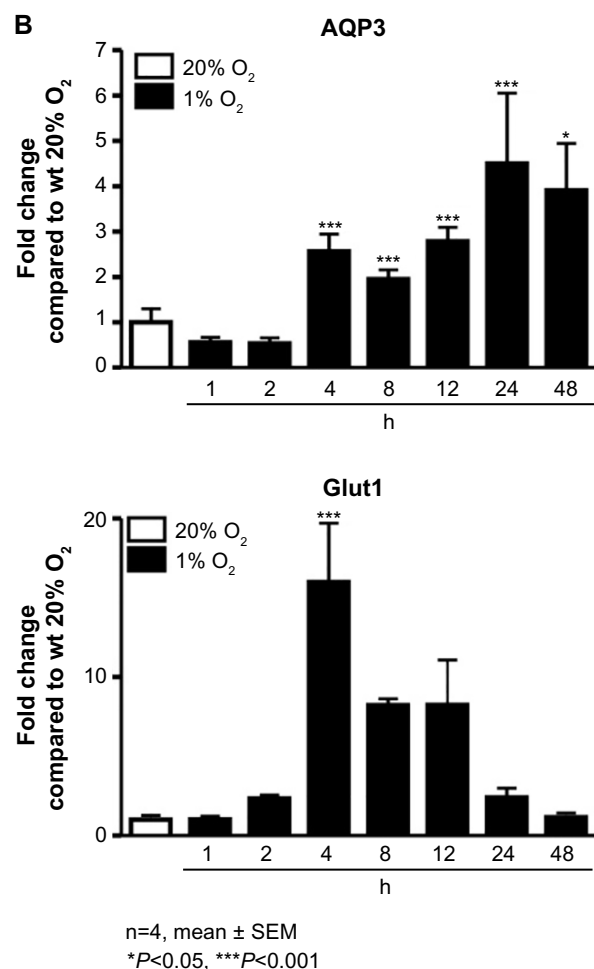 B
AQP3
Fold change
compared to wt 20% O₂
7
6
5
4
3
2
1
0
20% O₂
1% O₂
***
***
***
***
*
1 2 4 8 12 24 48
h
Glut1
Fold change
compared to wt 20% O₂
20
10
0
20% O₂
1% O₂
***
1 2 4 8 12 24 48
h
n=4, mean ± SEM
*P<0.05, ***P<0.001